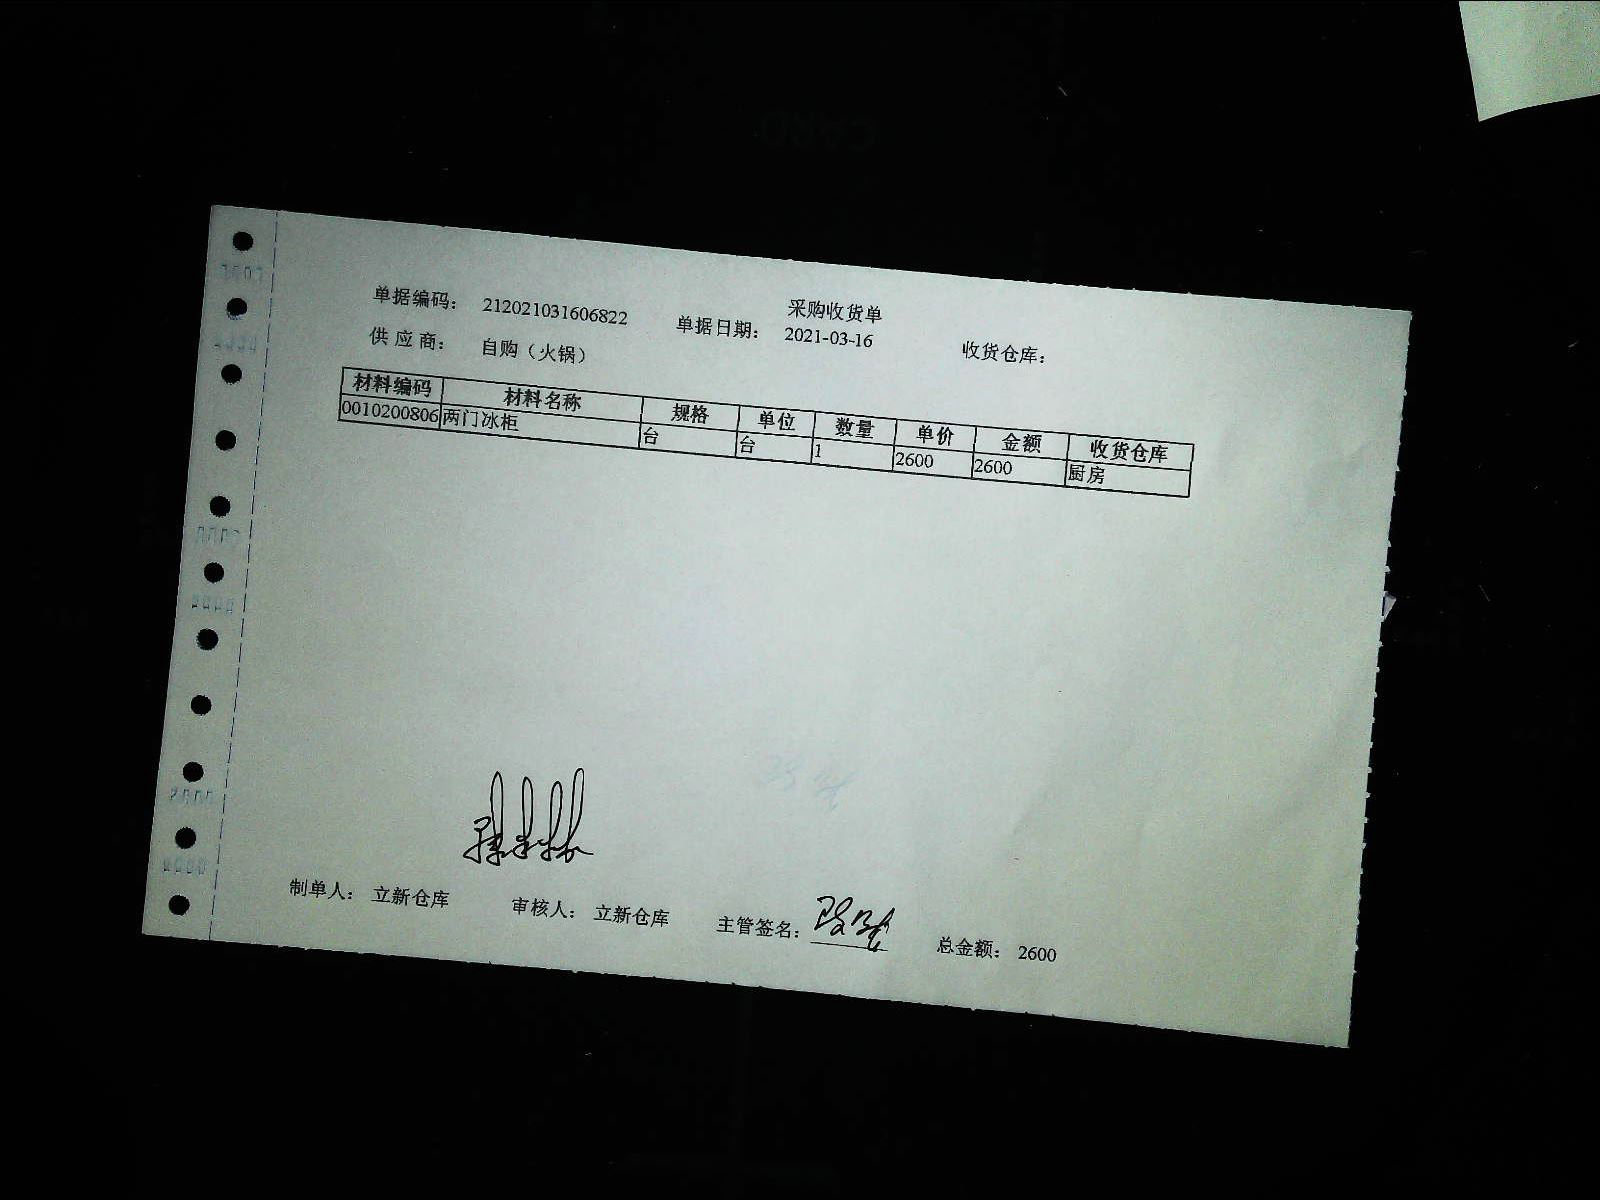 采购收货单
单据编码： 212021031606822 单据日期： 2021-03-16 收货仓库：
供应商： 自购（火锅）
材料编码 材料名称 规格 单位 数量 单价 金额 收货仓库
0010200806 两门冰柜 台 台 1 2600 2600 厨房
制单人： 立新仓库 审核人： 立新仓库 主管签名： 总金额： 2600